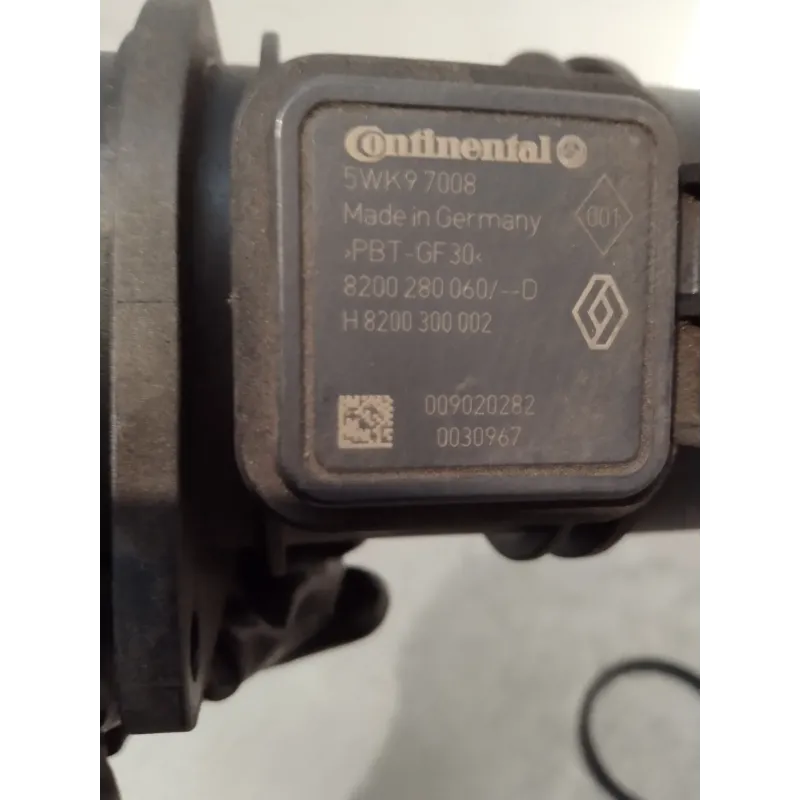 Continental
5WK9 7008
Made in Germany
001
›PBT-GF30‹
8200 280 060/--D
H 8200 300 002
009020282
0030967